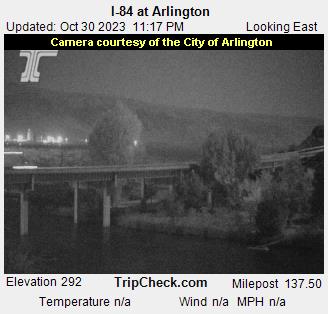 I-84 at Arlington
Updated: Oct 30 2023 11:17 PM Looking East
Camera courtesy of the City of Arlington
Elevation 292 TripCheck.com Milepost 137.50
Temperature n/a Wind n/a MPH n/a